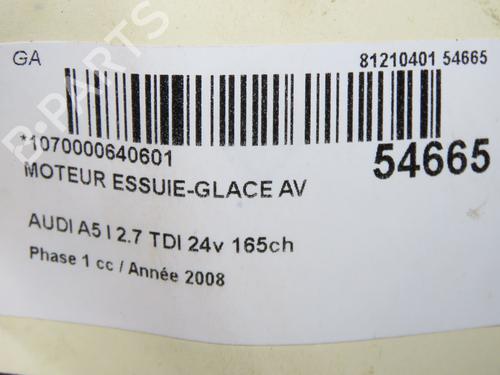 GA
81210401 54665
*1070000640601
54665
MOTEUR ESSUIE-GLACE AV
AUDI A5 I 2.7 TDI 24v 165ch
Phase 1 cc / Année 2008
B-PARTS